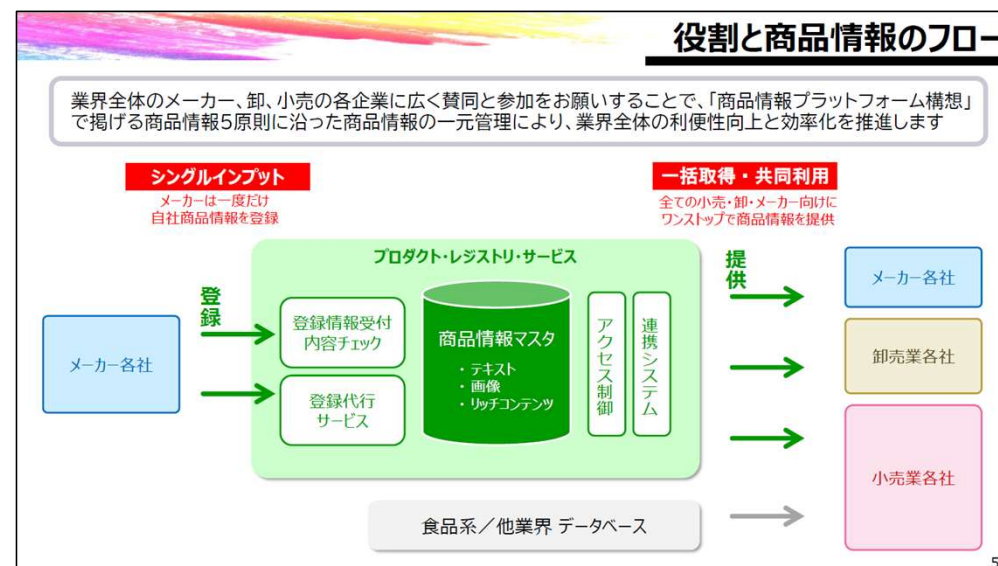 役割と商品情報のフロー
業界全体のメーカー、卸、小売の各企業に広く賛同と参加をお願いすることで、「商品情報プラットフォーム構想」
で掲げる商品情報5原則に沿った商品情報の一元管理により、業界全体の利便性向上と効率化を推進します
シングルインプット
メーカーは一度だけ
自社商品情報を登録
一括取得・共同利用
全ての小売・卸・メーカー向けに
ワンストップで商品情報を提供
メーカー各社
登録
プロダクト・レジストリ・サービス
登録情報受付
内容チェック
登録代行
サービス
商品情報マスタ
・テキスト
・画像
・リッチコンテンツ
アクセス制御
連携システム
提供
メーカー各社
卸売業各社
小売業各社
食品系/他業界 データベース
5